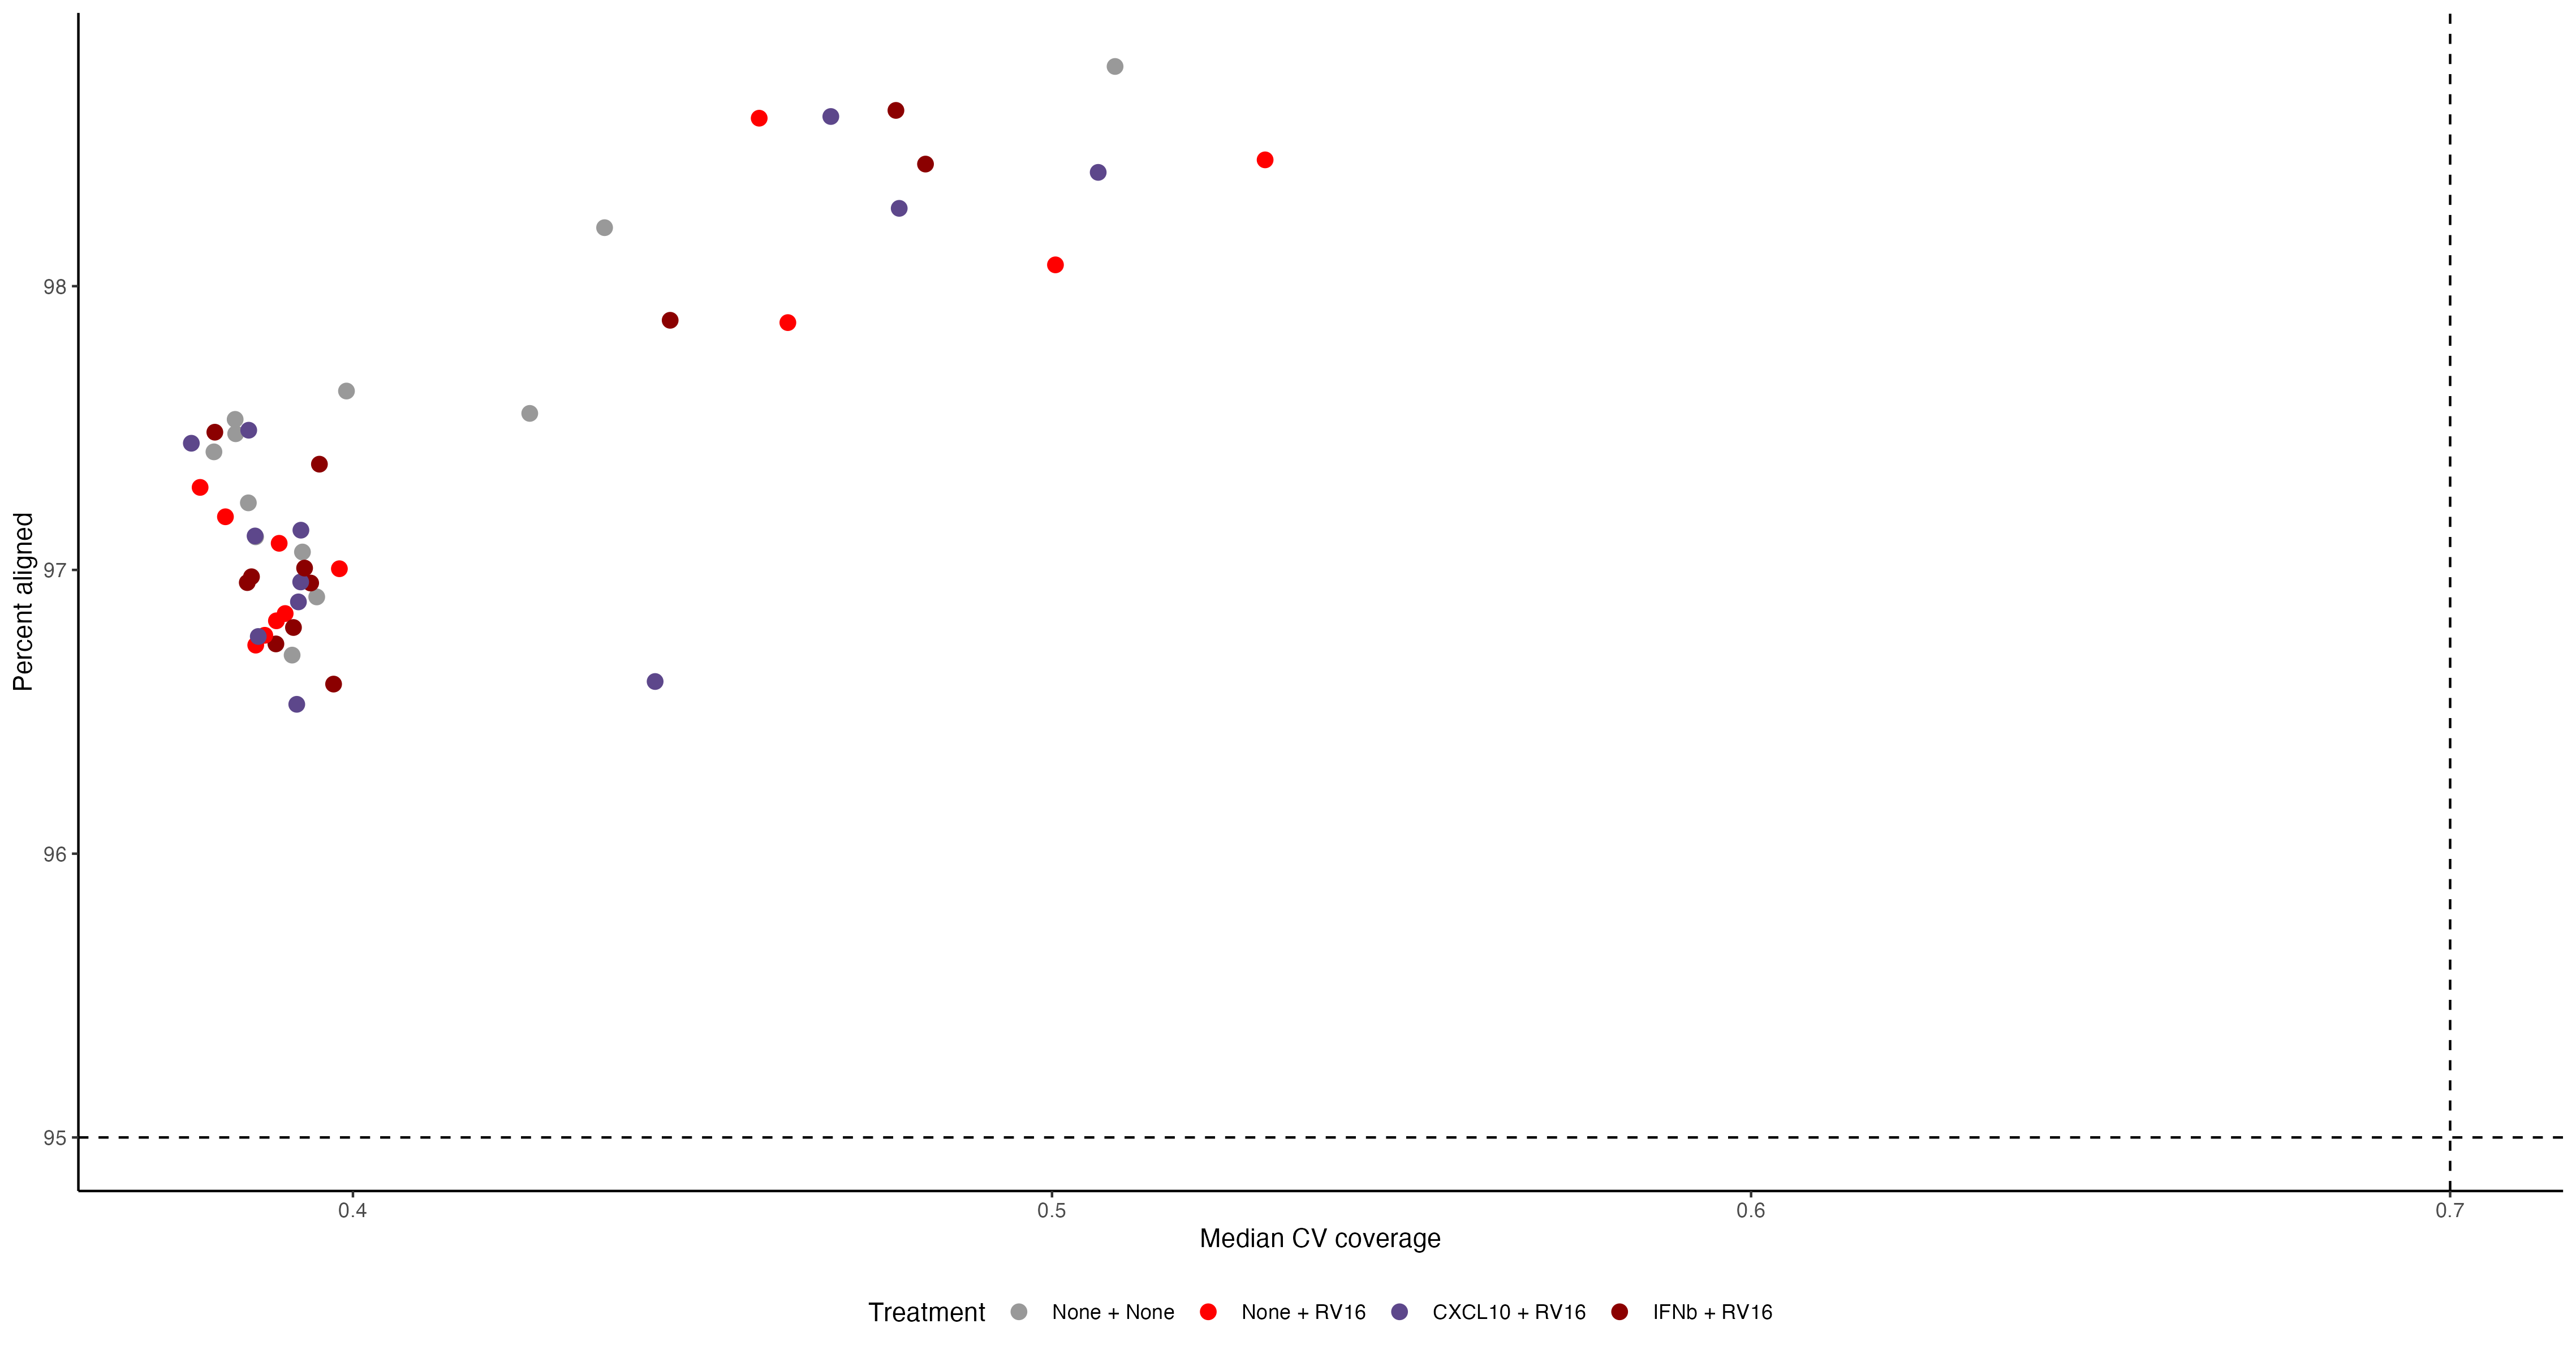 Percent aligned
98
97
96
95
0.4 0.5 0.6 0.7
Median CV coverage
Treatment None + None None + RV16 CXCL10 + RV16 IFNb + RV16